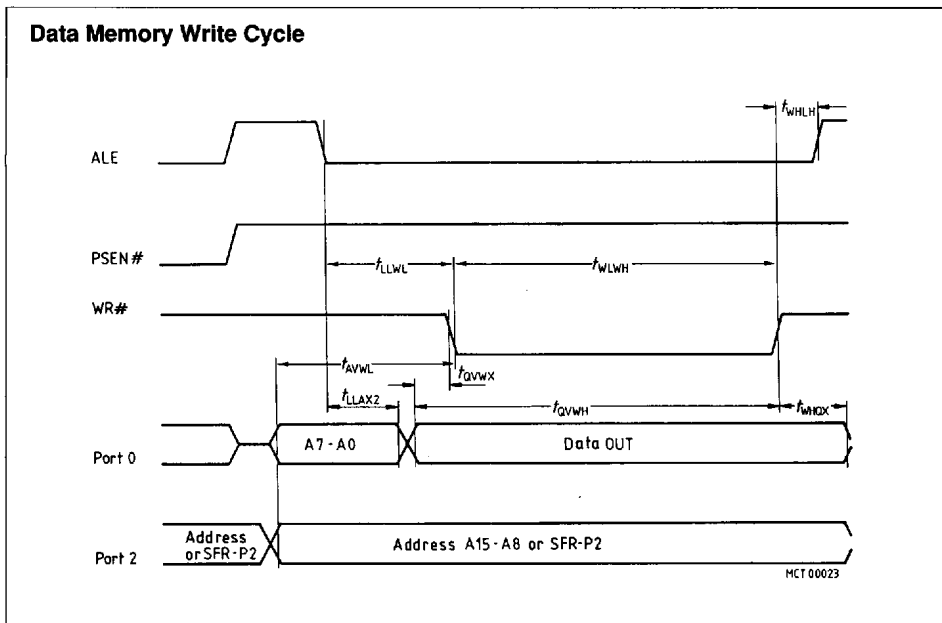 Data Memory Write Cycle
tWHLH
ALE
PSEN#
tLLWL
tWLWH
WR#
tAVWL
tQVWX
tLLAX2
tQVWH
tWHQX
Port 0
A7 - A0
Data OUT
Port 2
Address
or SFR-P2
Address A15-A8 or SFR-P2
MCT00023